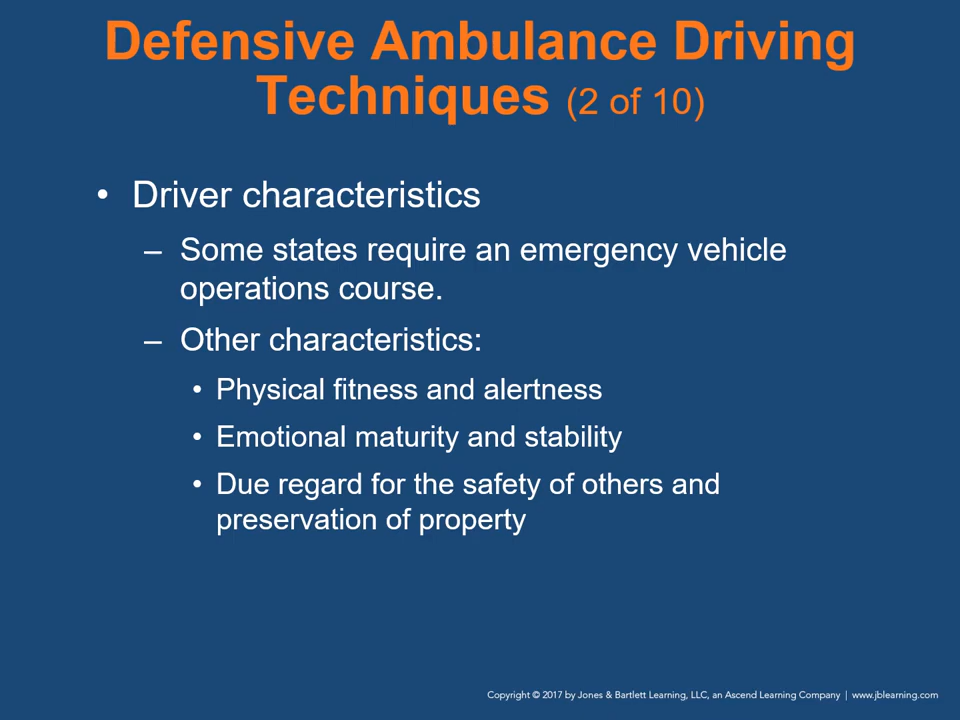 Defensive Ambulance Driving
Techniques (2 of 10)
• Driver characteristics
– Some states require an emergency vehicle
operations course.
– Other characteristics:
• Physical fitness and alertness
• Emotional maturity and stability
• Due regard for the safety of others and
preservation of property
Copyright © 2017 by Jones & Bartlett Learning, LLC, an Ascend Learning Company | www.jblearning.com